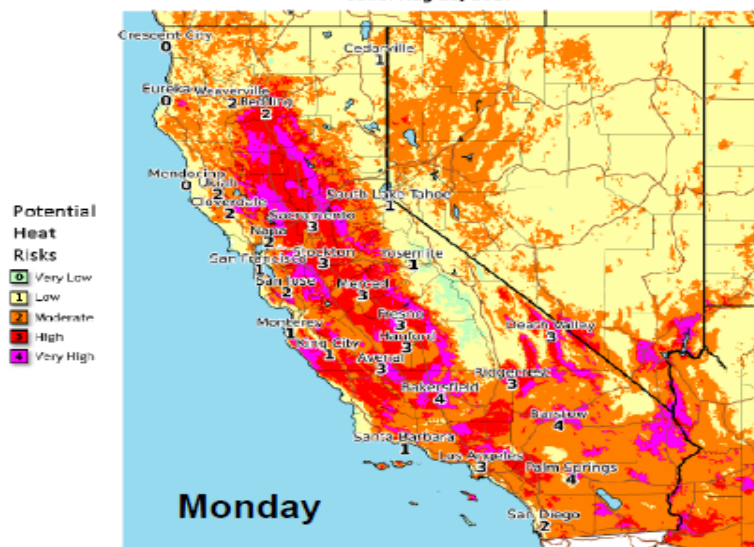 Crescent City
0
Cedarville
1
Eureka
0
Weaverville
2
Redding
2
Mendocino
0
Ukiah
2
Cloverdale
2
South Lake Tahoe
1
Sacramento
3
Napa
2
San Francisco
1
Stockton
3
Yosemite
1
San Jose
2
Merced
3
Monterey
1
Fresno
3
Hanford
3
King City
1
Avenal
3
Death Valley
3
Ridgecrest
3
Bakersfield
4
Barstow
4
Santa Barbara
1
Los Angeles
3
Palm Springs
4
San Diego
2
Potential
Heat
Risks
0 Very Low
1 Low
2 Moderate
3 High
4 Very High
Monday